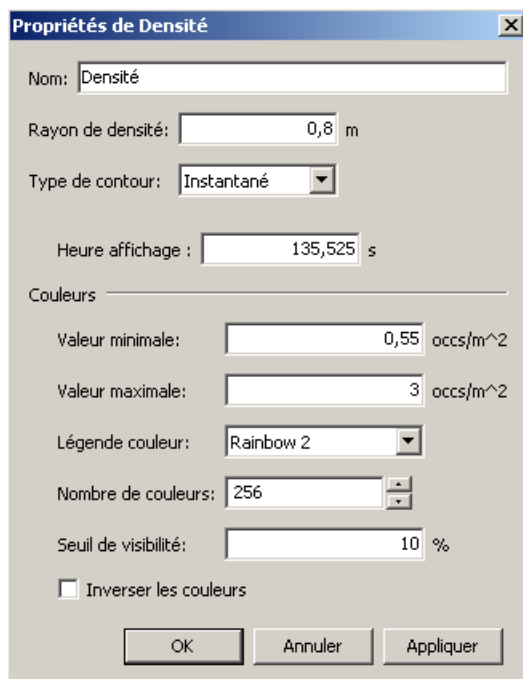 Propriétés de Densité
Nom: Densité
Rayon de densité: 0,8 m
Type de contour: Instantané
Heure affichage : 135,525 s
Couleurs
Valeur minimale: 0,55 occs/m^2
Valeur maximale: 3 occs/m^2
Légende couleur: Rainbow 2
Nombre de couleurs: 256
Seuil de visibilité: 10 %
Inverser les couleurs
OK Annuler Appliquer